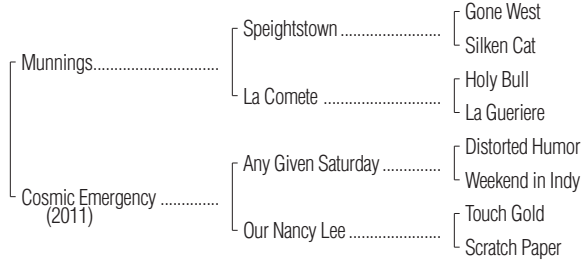 Gone West
Speightstown
Silken Cat
Munnings
Holy Bull
La Comete
La Gueriere
Distorted Humor
Any Given Saturday
Weekend in Indy
Cosmic Emergency
(2011)
Touch Gold
Our Nancy Lee
Scratch Paper